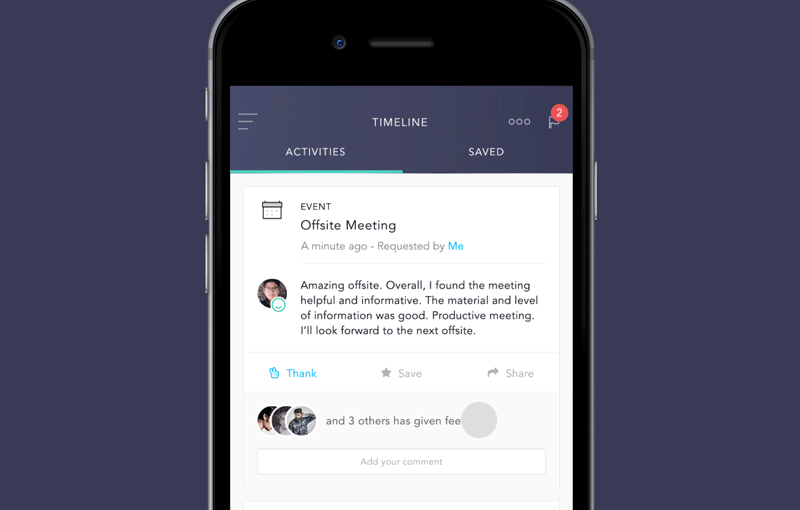 TIMELINE
2
ACTIVITIES
SAVED
EVENT
Offsite Meeting
A minute ago - Requested by Me
Amazing offsite. Overall, I found the meeting
helpful and informative. The material and level
of information was good. Productive meeting.
I'll look forward to the next offsite.
Thank
Save
Share
and 3 others has given fee
Add your comment